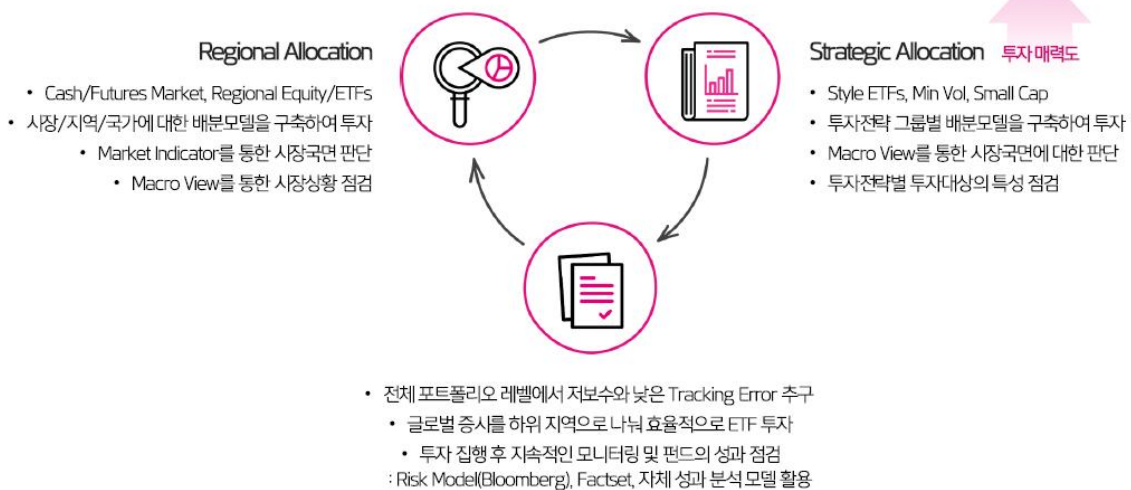 Regional Allocation
• Cash/Futures Market, Regional Equity/ETFs
• 시장/지역/국가에 대한 배분모델을 구축하여 투자
• Market Indicator를 통한 시장국면 판단
• Macro View를 통한 시장상황 점검
Strategic Allocation 투자 매력도
• Style ETFs, Min Vol, Small Cap
• 투자전략 그룹별 배분모델을 구축하여 투자
• Macro View를 통한 시장국면에 대한 판단
• 투자전략별 투자대상의 특성 점검
• 전체 포트폴리오 레벨에서 저보수와 낮은 Tracking Error 추구
• 글로벌 증시를 하위 지역으로 나눠 효율적으로 ETF 투자
• 투자 집행 후 지속적인 모니터링 및 펀드의 성과 점검
: Risk Model(Bloomberg), Factset, 자체 성과 분석 모델 활용